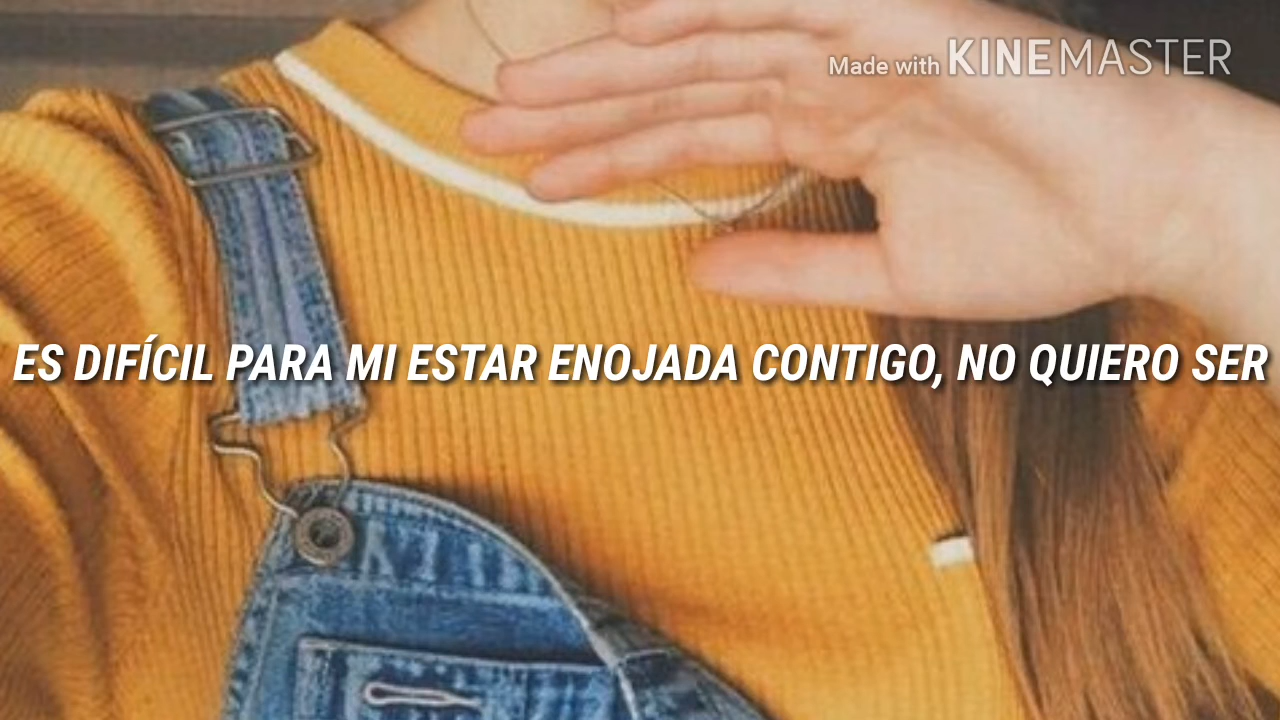 Made with KINEMASTER
ES DIFÍCIL PARA MI ESTAR ENOJADA CONTIGO, NO QUIERO SER